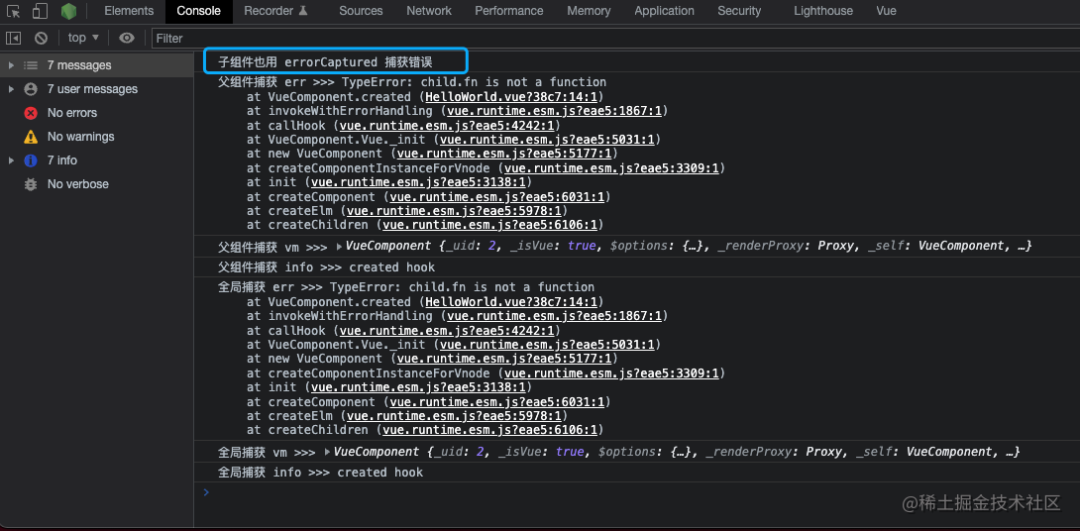 Elements Console Recorder Sources Network Performance Memory Application Security Lighthouse Vue
top ▼ Filter
7 messages
7 user messages
No errors
No warnings
7 info
No verbose
子组件也用 errorCaptured 捕获错误
父组件捕获 err >>> TypeError: child.fn is not a function
at VueComponent.created (HelloWorld.vue?38c7:14:1)
at invokeWithErrorHandling (vue.runtime.esm.js?eae5:1867:1)
at callHook (vue.runtime.esm.js?eae5:4242:1)
at VueComponent.Vue._init (vue.runtime.esm.js?eae5:5031:1)
at new VueComponent (vue.runtime.esm.js?eae5:5177:1)
at createComponentInstanceForVnode (vue.runtime.esm.js?eae5:3309:1)
at init (vue.runtime.esm.js?eae5:3138:1)
at createComponent (vue.runtime.esm.js?eae5:6031:1)
at createElm (vue.runtime.esm.js?eae5:5978:1)
at createChildren (vue.runtime.esm.js?eae5:6106:1)
父组件捕获 vm >>> ▶VueComponent {_uid: 2, _isVue: true, $options: {…}, _renderProxy: Proxy, _self: VueComponent, …}
父组件捕获 info >>> created hook
全局捕获 err >>> TypeError: child.fn is not a function
at VueComponent.created (HelloWorld.vue?38c7:14:1)
at invokeWithErrorHandling (vue.runtime.esm.js?eae5:1867:1)
at callHook (vue.runtime.esm.js?eae5:4242:1)
at VueComponent.Vue._init (vue.runtime.esm.js?eae5:5031:1)
at new VueComponent (vue.runtime.esm.js?eae5:5177:1)
at createComponentInstanceForVnode (vue.runtime.esm.js?eae5:3309:1)
at init (vue.runtime.esm.js?eae5:3138:1)
at createComponent (vue.runtime.esm.js?eae5:6031:1)
at createElm (vue.runtime.esm.js?eae5:5978:1)
at createChildren (vue.runtime.esm.js?eae5:6106:1)
全局捕获 vm >>> ▶VueComponent {_uid: 2, _isVue: true, $options: {…}, _renderProxy: Proxy, _self: VueComponent, …}
全局捕获 info >>> created hook
@稀土掘金技术社区